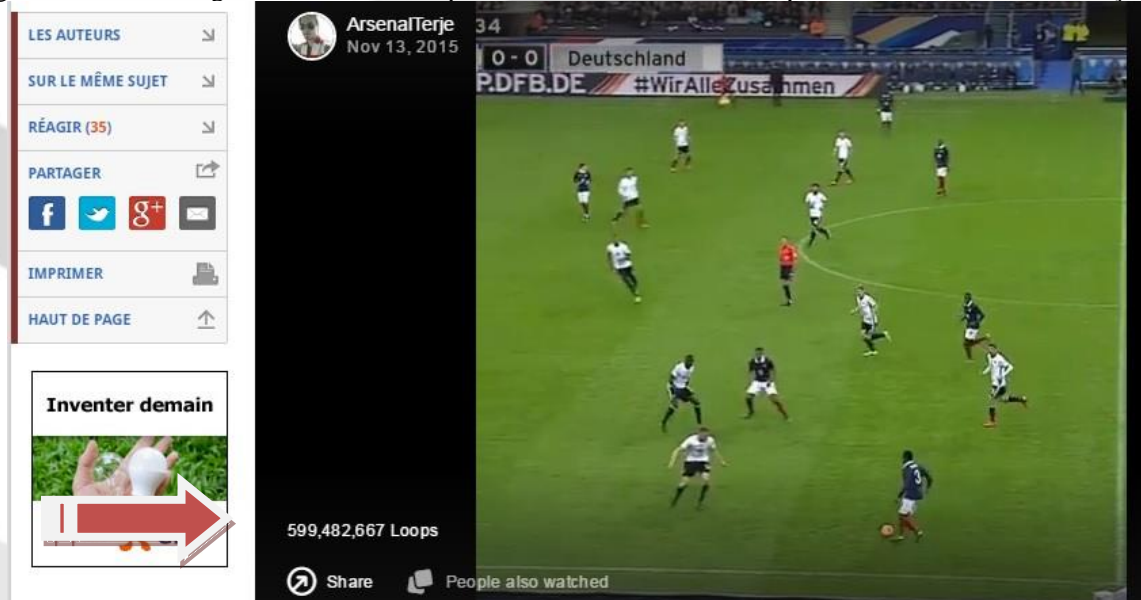 LES AUTEURS
SUR LE MÊME SUJET
RÉAGIR (35)
PARTAGER
f
g+
IMPRIMER
HAUT DE PAGE
Inventer demain
ArsenalTerje
Nov 13, 2015
34
0 - 0 Deutschland
P.DFB.DE #WirAlleZusammen
3
599,482,667 Loops
Share People also watched